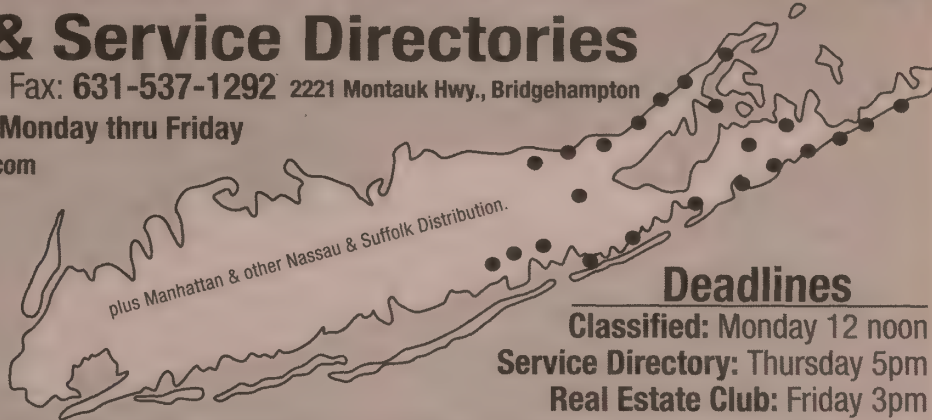 & Service Directories
Fax: 631-537-1292 2221 Montauk Hwy., Bridgehampton
Monday thru Friday
com
plus Manhattan & other Nassau & Suffolk Distribution.
Deadlines
Classified: Monday 12 noon
Service Directory: Thursday 5pm
Real Estate Club: Friday 3pm